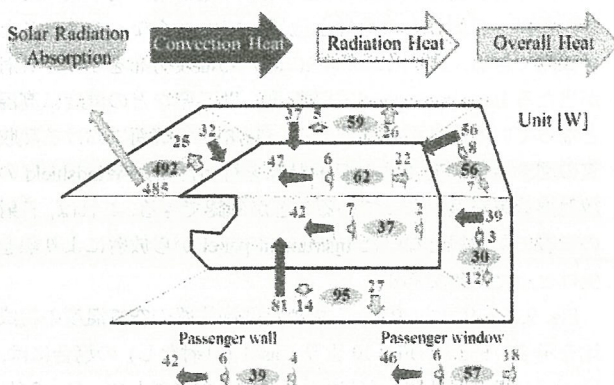 Solar Radiation Absorption
Convection Heat
Radiation Heat
Overall Heat
Unit [W]
37 5 59 26
25 32 492 485
56 8 56 7
47 6 62 22
42 7 37 2
39 3 30 12
81 14 95 27
Passenger wall
Passenger window
42 6 39 4
46 6 57 18